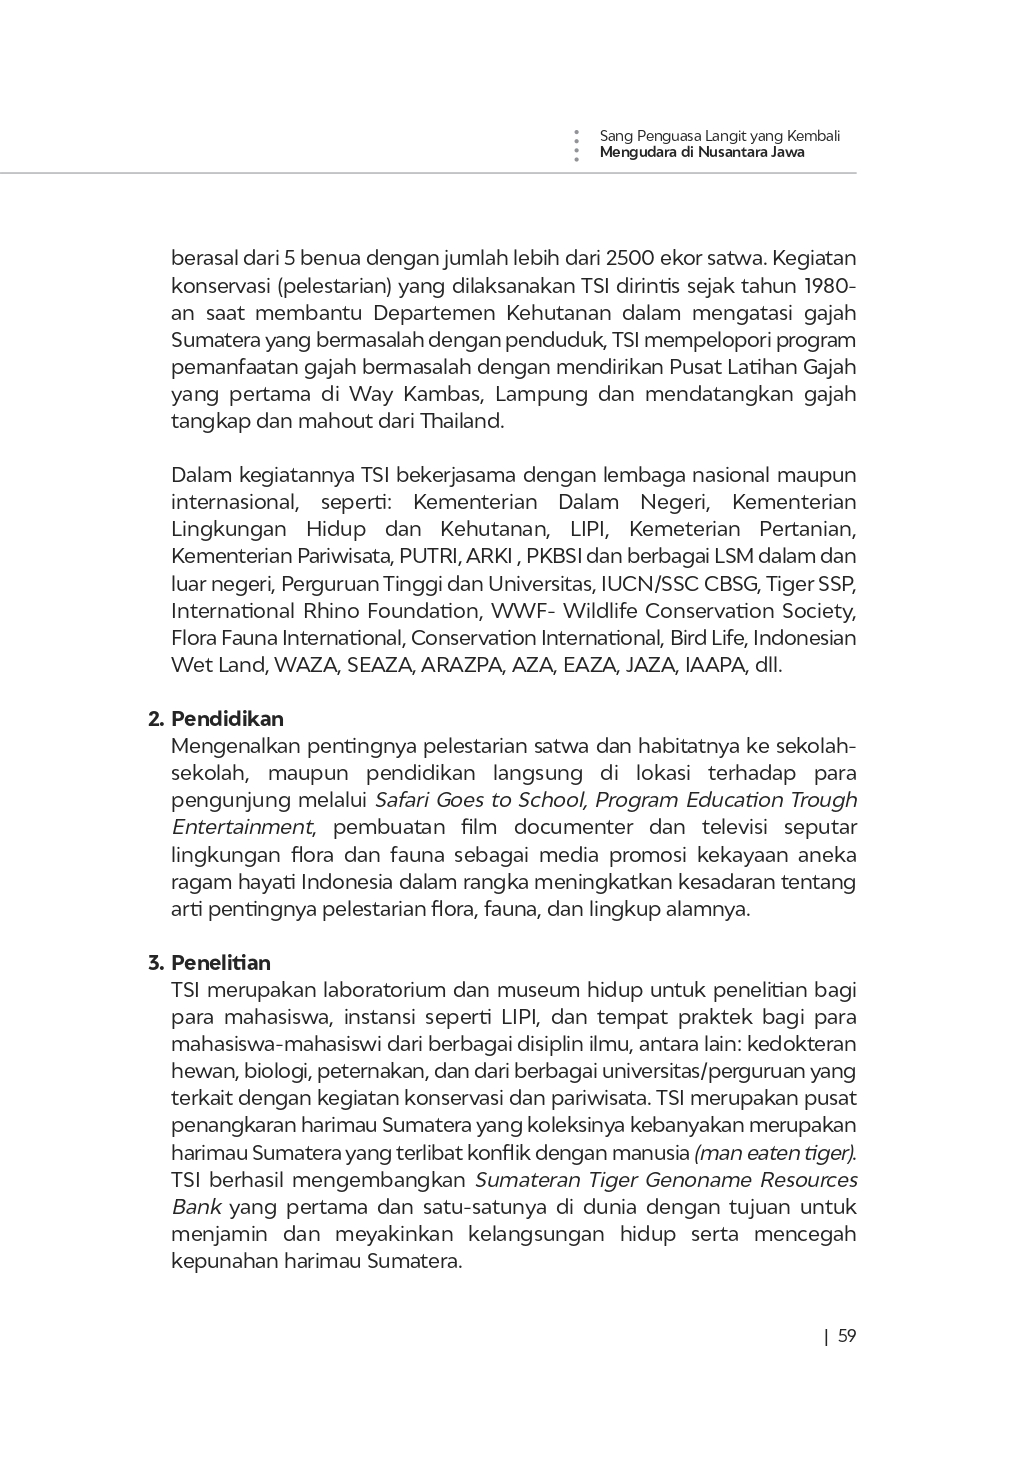 Sang Penguasa Langit yang Kembali
Mengudara di Nusantara Jawa
berasal dari 5 benua dengan jumlah lebih dari 2500 ekor satwa. Kegiatan
konservasi (pelestarian) yang dilaksanakan TSI dirintis sejak tahun 1980-
an saat membantu Departemen Kehutanan dalam mengatasi gajah
Sumatera yang bermasalah dengan penduduk, TSI mempelopori program
pemanfaatan gajah bermasalah dengan mendirikan Pusat Latihan Gajah
yang pertama di Way Kambas, Lampung dan mendatangkan gajah
tangkap dan mahout dari Thailand.
Dalam kegiatannya TSI bekerjasama dengan lembaga nasional maupun
internasional, seperti: Kementerian Dalam Negeri, Kementerian
Lingkungan Hidup dan Kehutanan, LIPI, Kemeterian Pertanian,
Kementerian Pariwisata, PUTRI, ARKI , PKBSI dan berbagai LSM dalam dan
luar negeri, Perguruan Tinggi dan Universitas, IUCN/SSC CBSG, Tiger SSP,
International Rhino Foundation, WWF- Wildlife Conservation Society,
Flora Fauna International, Conservation International, Bird Life, Indonesian
Wet Land, WAZA, SEAZA, ARAZPA, AZA, EAZA, JAZA, IAAPA, dll.
2. Pendidikan
Mengenalkan pentingnya pelestarian satwa dan habitatnya ke sekolah-
sekolah, maupun pendidikan langsung di lokasi terhadap para
pengunjung melalui Safari Goes to School, Program Education Trough
Entertainment, pembuatan film documenter dan televisi seputar
lingkungan flora dan fauna sebagai media promosi kekayaan aneka
ragam hayati Indonesia dalam rangka meningkatkan kesadaran tentang
arti pentingnya pelestarian flora, fauna, dan lingkup alamnya.
3. Penelitian
TSI merupakan laboratorium dan museum hidup untuk penelitian bagi
para mahasiswa, instansi seperti LIPI, dan tempat praktek bagi para
mahasiswa-mahasiswi dari berbagai disiplin ilmu, antara lain: kedokteran
hewan, biologi, peternakan, dan dari berbagai universitas/perguruan yang
terkait dengan kegiatan konservasi dan pariwisata. TSI merupakan pusat
penangkaran harimau Sumatera yang koleksinya kebanyakan merupakan
harimau Sumatera yang terlibat konflik dengan manusia (man eaten tiger).
TSI berhasil mengembangkan Sumateran Tiger Genoname Resources
Bank yang pertama dan satu-satunya di dunia dengan tujuan untuk
menjamin dan meyakinkan kelangsungan hidup serta mencegah
kepunahan harimau Sumatera.
| 59